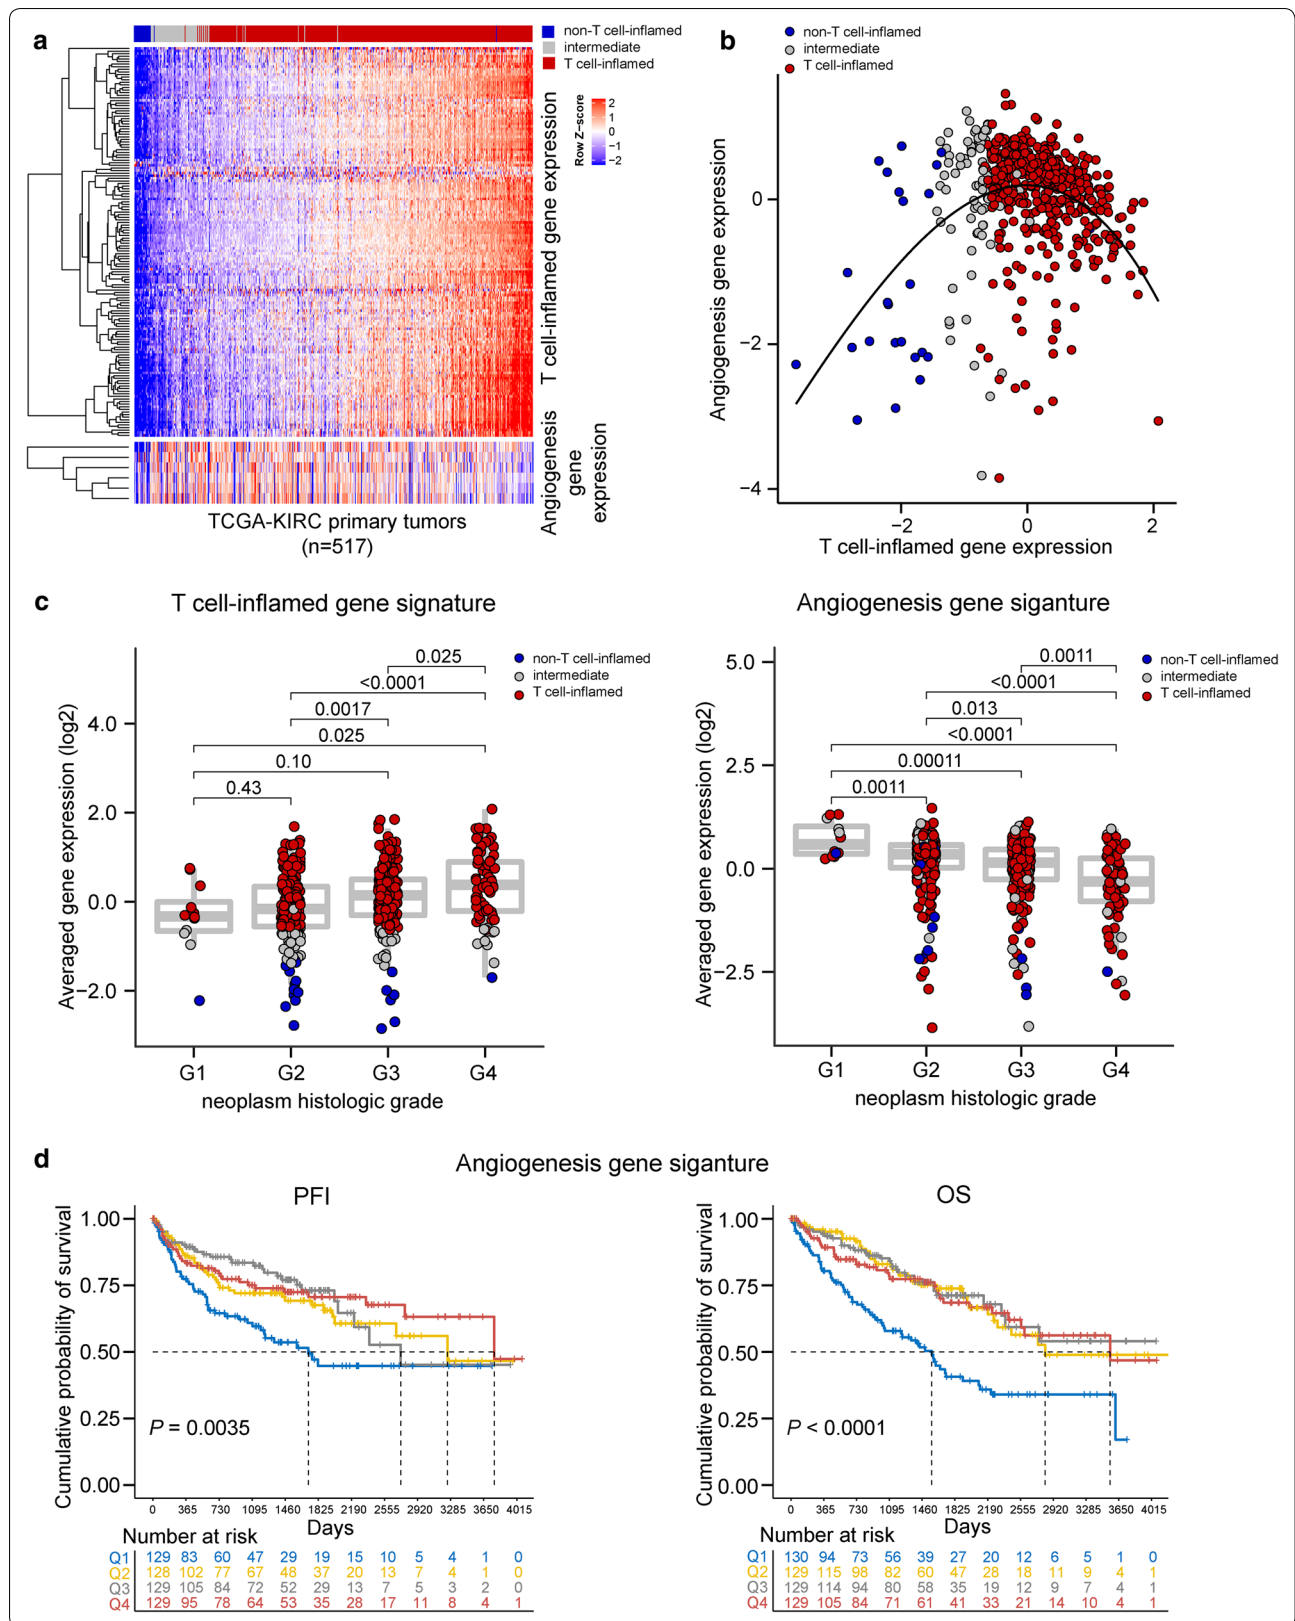 a
non-T cell-inflamed
intermediate
T cell-inflamed
2
1
0
−1
−2
Row Z-score
T cell-inflamed gene expression
Angiogenesis
gene
expression
TCGA-KIRC primary tumors
(n=517)
b
non-T cell-inflamed
intermediate
T cell-inflamed
Angiogenesis gene expression
0
−2
−4
−2 0 2
T cell-inflamed gene expression
c
T cell-inflamed gene signature
non-T cell-inflamed
intermediate
T cell-inflamed
0.025
<0.0001
0.0017
0.025
0.10
0.43
Averaged gene expression (log2)
4.0
2.0
0.0
−2.0
G1 G2 G3 G4
neoplasm histologic grade
Angiogenesis gene siganture
non-T cell-inflamed
intermediate
T cell-inflamed
0.0011
<0.0001
0.013
<0.0001
0.00011
0.0011
Averaged gene expression (log2)
5.0
2.5
0.0
−2.5
G1 G2 G3 G4
neoplasm histologic grade
d
Angiogenesis gene siganture
PFI
Cumulative probability of survival
1.00
0.75
0.50
0.25
0.00
P = 0.0035
0 365 730 1095 1460 1825 2190 2555 2920 3285 3650 4015
Days
Number at risk
Q1 129 83 60 47 29 19 15 10 5 4 1 0
Q2 128 102 77 67 48 37 20 13 7 4 1 0
Q3 129 105 84 72 52 29 13 7 5 3 2 0
Q4 129 95 78 64 53 35 28 17 11 8 4 1
OS
Cumulative probability of survival
1.00
0.75
0.50
0.25
0.00
P < 0.0001
0 365 730 1095 1460 1825 2190 2555 2920 3285 3650 4015
Days
Number at risk
Q1 130 94 73 56 39 27 20 12 6 5 1 0
Q2 129 115 98 82 60 47 28 18 11 9 4 1
Q3 129 114 94 80 58 35 19 12 9 7 4 1
Q4 129 105 84 71 61 41 33 21 14 10 4 1